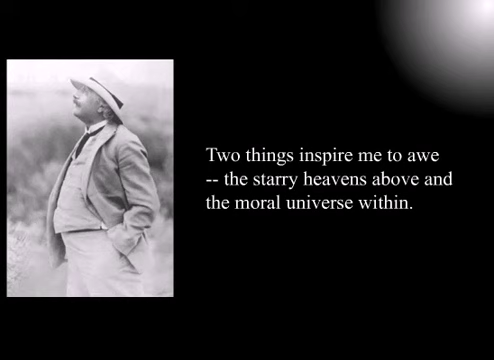 Two things inspire me to awe
-- the starry heavens above and
the moral universe within.